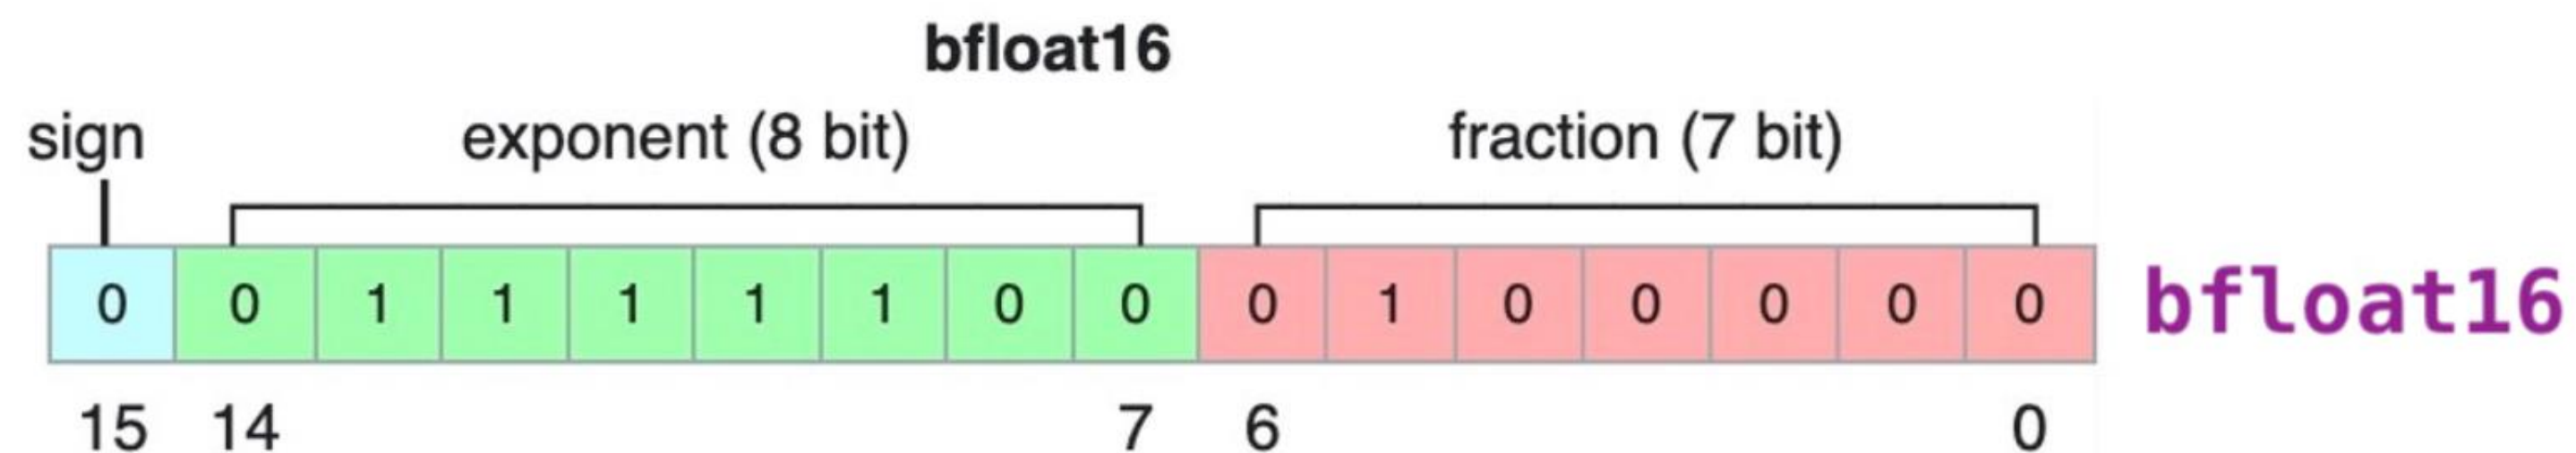 bfloat16
sign exponent (8 bit) fraction (7 bit)
0 0 1 1 1 1 1 0 0 0 1 0 0 0 0 0 bfloat16
15 14 7 6 0